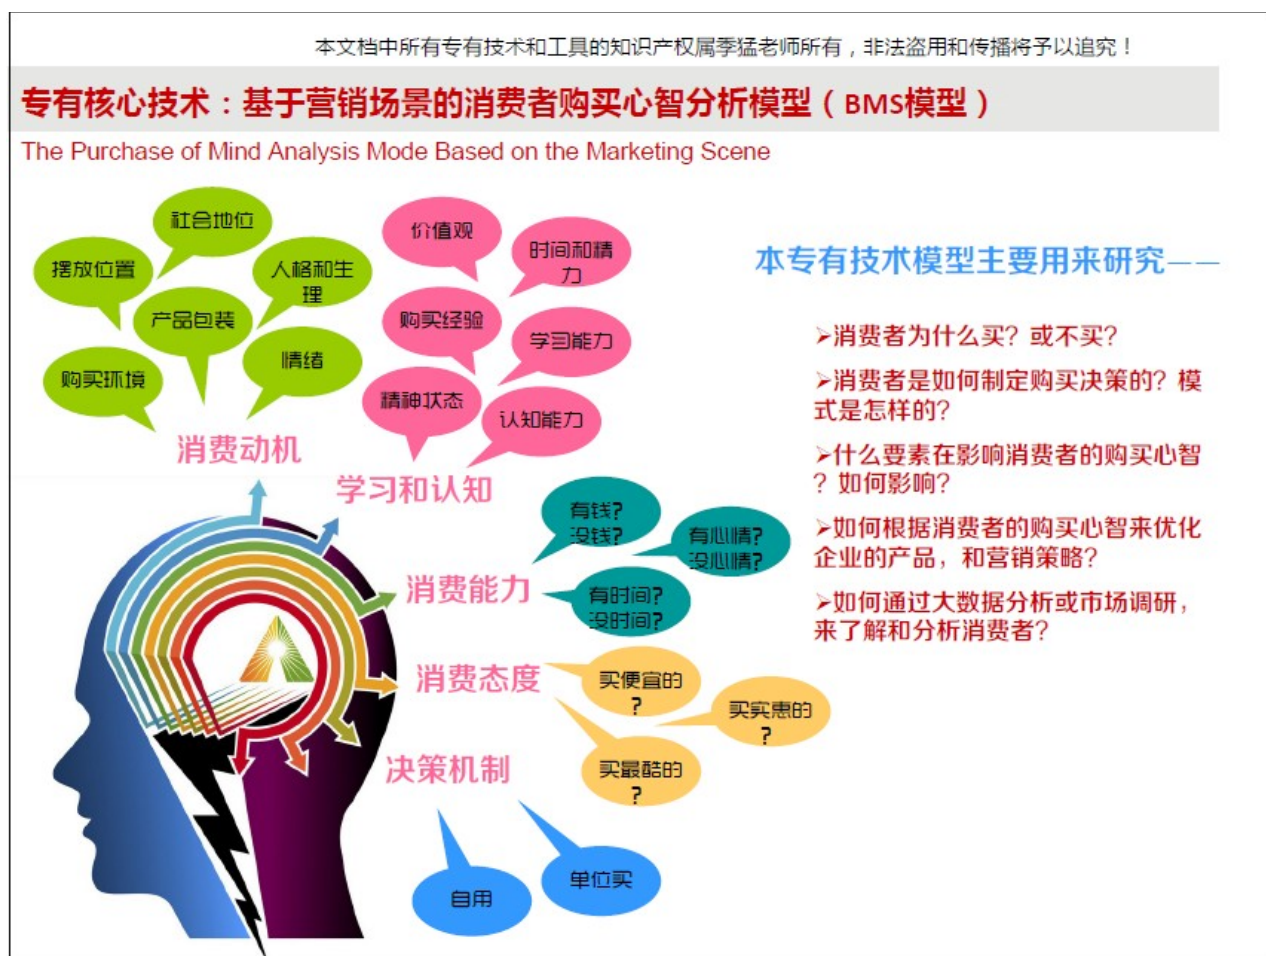 本文档中所有专有技术和工具的知识产权属季猛老师所有，非法盗用和传播将予以追究！
专有核心技术：基于营销场景的消费者购买心智分析模型（BMS模型）
The Purchase of Mind Analysis Mode Based on the Marketing Scene
社会地位
摆放位置
人格和生
理
产品包装
情绪
购买环境
消费动机
价值观
时间和精
力
购买经验
学习能力
精神状态
认知能力
学习和认知
有钱?
没钱?
有心情?
没心情?
有时间?
没时间?
消费能力
消费态度
买便宜的
?
买实惠的
?
买最酷的
?
决策机制
自用
单位买
本专有技术模型主要用来研究——
➢消费者为什么买？或不买？
➢消费者是如何制定购买决策的？模
式是怎样的？
➢什么要素在影响消费者的购买心智
？如何影响？
➢如何根据消费者的购买心智来优化
企业的产品，和营销策略？
➢如何通过大数据分析或市场调研，
来了解和分析消费者？